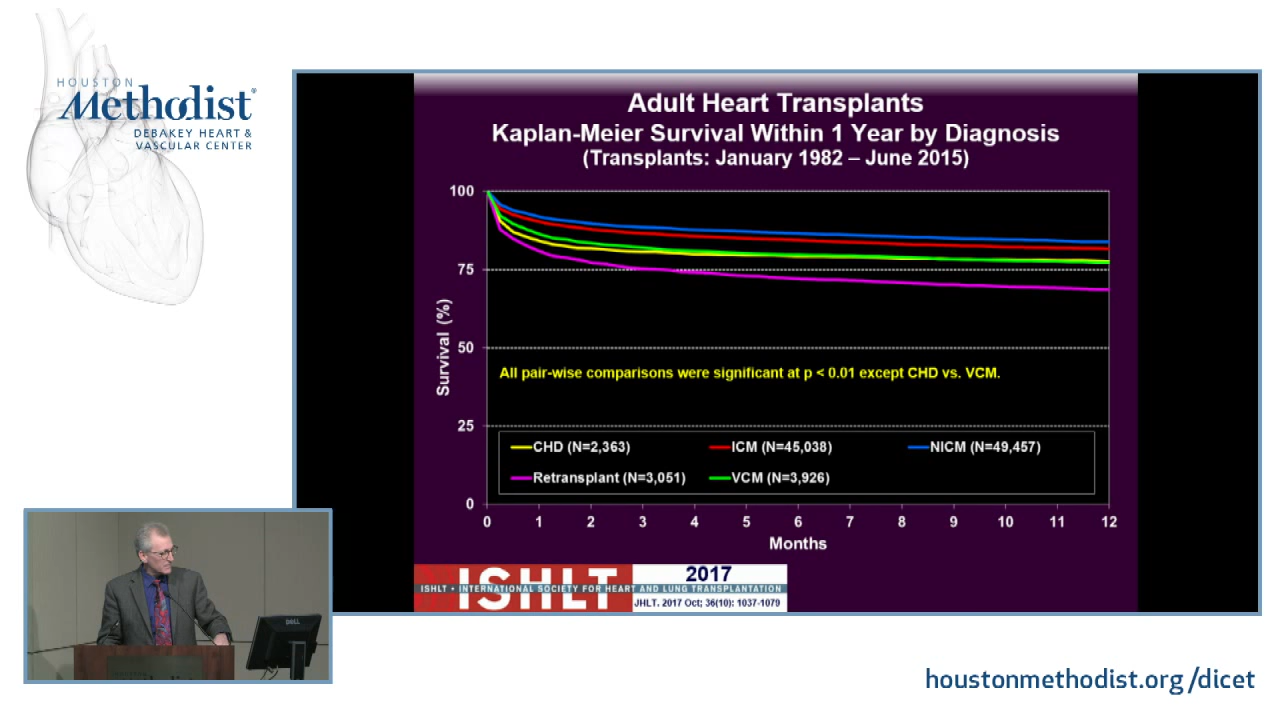 HOUSTON
Methodist®
DEBAKEY HEART &
VASCULAR CENTER
Adult Heart Transplants
Kaplan-Meier Survival Within 1 Year by Diagnosis
(Transplants: January 1982 – June 2015)
100
75
50
25
0
Survival (%)
All pair-wise comparisons were significant at p < 0.01 except CHD vs. VCM.
CHD (N=2,363) ICM (N=45,038) NICM (N=49,457)
Retransplant (N=3,051) VCM (N=3,926)
0 1 2 3 4 5 6 7 8 9 10 11 12
Months
ISHLT
2017
ISHLT • INTERNATIONAL SOCIETY FOR HEART AND LUNG TRANSPLANTATION
JHLT. 2017 Oct; 36(10): 1037-1079
DELL
houstonmethodist.org/dicet